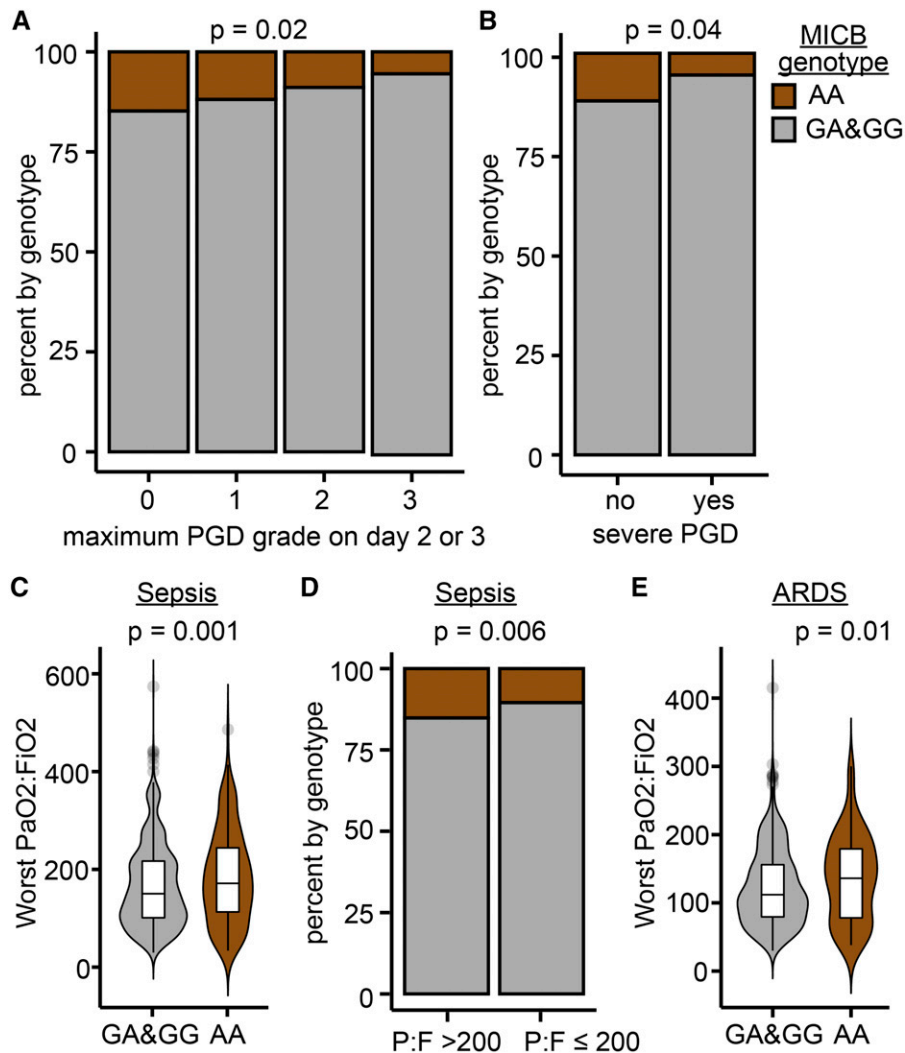 A
p = 0.02
100
75
50
25
0
percent by genotype
0 1 2 3
maximum PGD grade on day 2 or 3
B
p = 0.04
100
75
50
25
0
percent by genotype
no yes
severe PGD
MICB
genotype
AA
GA&GG
C
Sepsis
p = 0.001
600
400
200
0
Worst PaO2:FiO2
GA&GG AA
D
Sepsis
p = 0.006
100
75
50
25
0
percent by genotype
P:F >200 P:F ≤ 200
E
ARDS
p = 0.01
400
300
200
100
0
Worst PaO2:FiO2
GA&GG AA